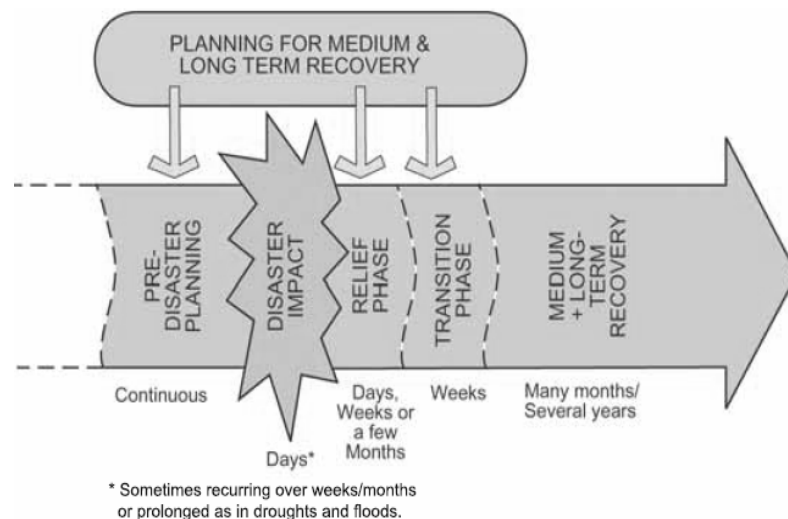 PLANNING FOR MEDIUM &
LONG TERM RECOVERY
PRE-
DISASTER
PLANNING
DISASTER
IMPACT
RELIEF
PHASE
TRANSITION
PHASE
MEDIUM
+ LONG-
TERM
RECOVERY
Continuous
Days*
Days,
Weeks or
a few
Months
Weeks
Many months/
Several years
* Sometimes recurring over weeks/months
or prolonged as in droughts and floods.